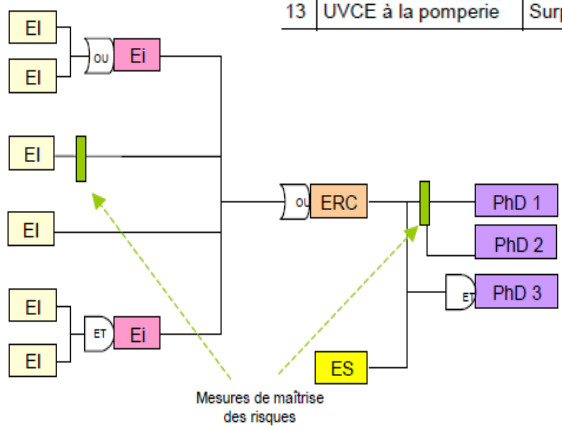 13 UVCE à la pomperie Surp
EI
EI
OU
Ei
EI
EI
OU
ERC
PhD 1
PhD 2
PhD 3
ET
EI
EI
ET
Ei
ES
Mesures de maîtrise
des risques